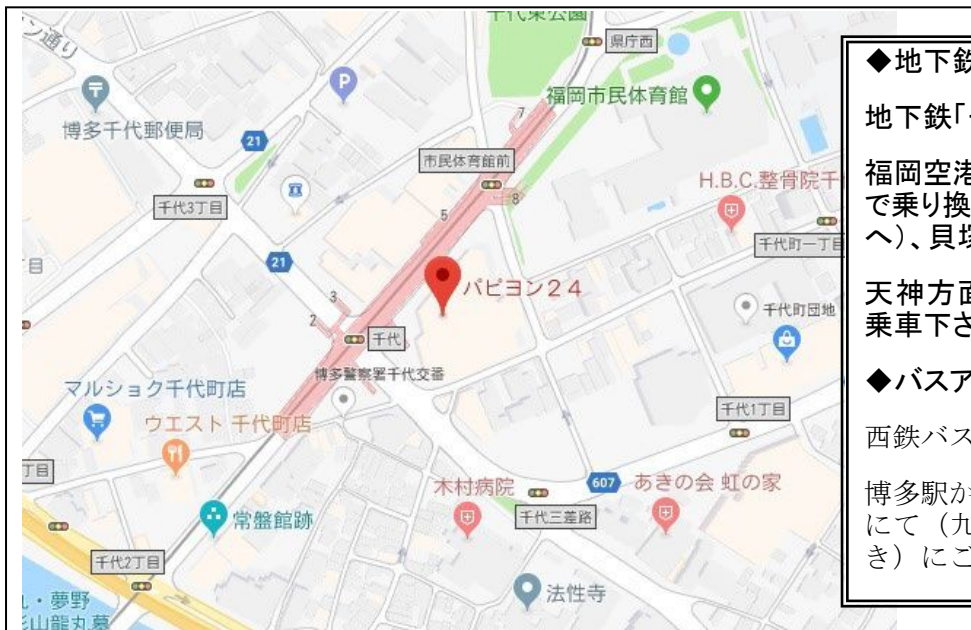 千代東公園
県庁西
博多千代郵便局
P
福岡市民体育館
21
7
市民体育館前
H.B.C.整骨院千
8
千代3丁目
5
千代町一丁目
21
パピヨン24
3
千代町団地
2
千代
博多警察署千代交番
マルショク千代町店
千代1丁目
ウエスト 千代町店
丁目
木村病院
607
あきの会 虹の家
常盤館跡
千代三差路
千代2丁目
法性寺
・夢野
山龍丸墓
◆地下鉄
地下鉄「
福岡空港
で乗り換
へ)、貝塚
天神方面
乗車下さ
◆バスア
西鉄バス
博多駅か
にて(九
き)にご